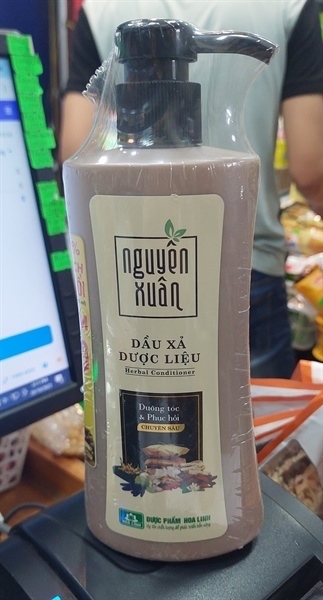 nguyên
xuân
DẦU XẢ
DƯỢC LIỆU
Herbal Conditioner
Dưỡng tóc
& Phục hồi
CHUYÊN SÂU
DƯỢC PHẨM HOA LINH